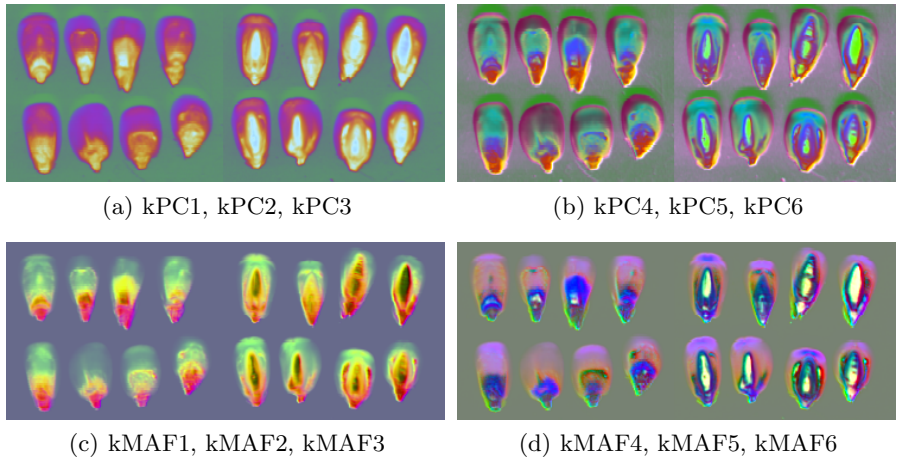 (a) kPC1, kPC2, kPC3
(b) kPC4, kPC5, kPC6
(c) kMAF1, kMAF2, kMAF3
(d) kMAF4, kMAF5, kMAF6